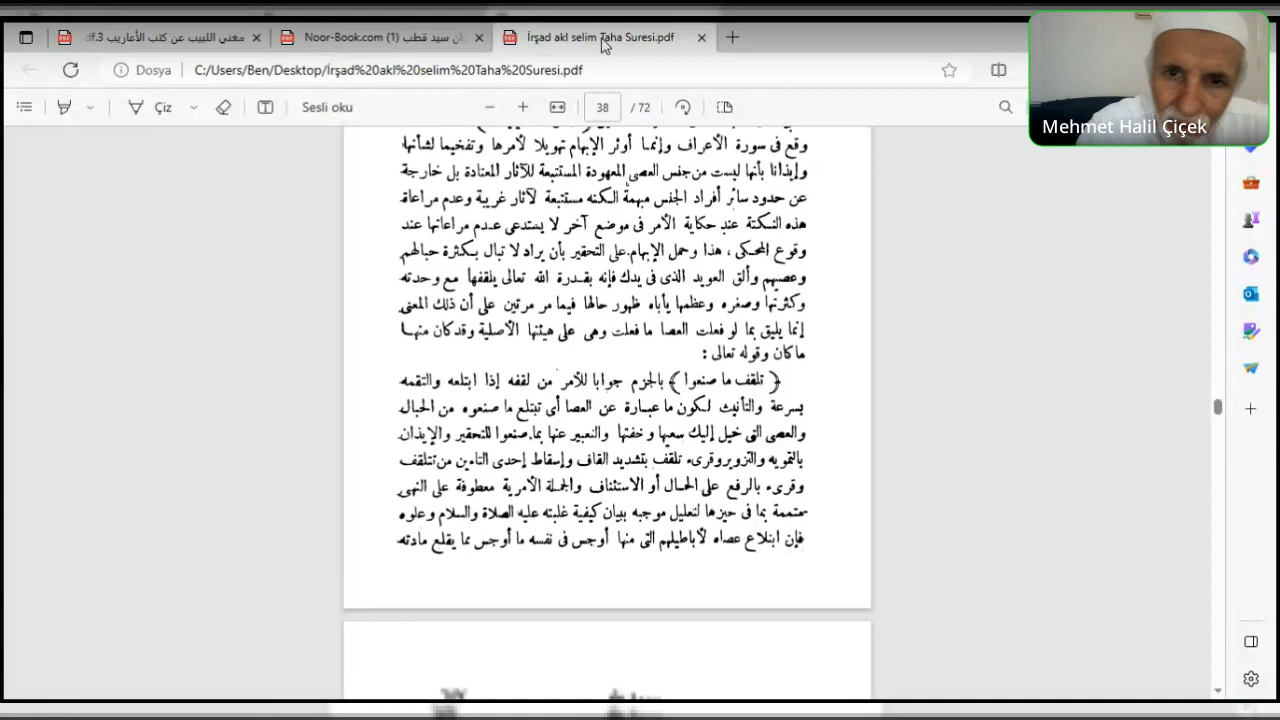 مغني اللبيب عن كتب الأعاريب 3.df
ان سيد قطب (1) Noor-Book.com
İrşad akl selim Taha Suresi.pdf
Dosya
C:/Users/Ben/Desktop/İrşad%20akl%20selim%20Taha%20Suresi.pdf
Çiz
Sesli oku
38
/ 72
Mehmet Halil Çiçek
وقع فى سورة الأعراف وإنما أوثر الإبهام تهويلا لأمرها وتفخيما لشأنها
وإيذانا بأنها ليست من جنس العصى المعهودة المستتبعة للآثار المعتادة بل خارجة
عن حدود سائر أفراد الجنس مبهمة الكنه مستتبعة لآثار غريبة وعدم مراعاة
هذه النكتة عند حكاية الأمر فى موضع آخر لا يستدعى عدم مراعاتها عند
وقوع المحكى ، هذا وحمل الإبهام على التحقير بأن يراد لا تبال بكثرة حبالهم
وعصيهم وألق العويد الذى فى يدك فإنه بقدرة الله تعالى يلقفها مع وحدته
وكثرتها وصغره وعظمها يأباه ظهور حالها فيما مر مرتين على أن ذلك المعنى
إنما يليق بما لو فعلت العصا ما فعلت وهى على هيئتها الأصلية وقد كان منها
ما كان وقوله تعالى :
﴿ تلقف ما صنعوا ﴾ بالجزم جوابا للأمر من لقفه إذا ابتلعه والتقمه
بسرعة والتأنيث لكون ما عبارة عن العصا أى تبتلع ما صنعوه من الحبال
والعصى التى خيل إليك سعيها وخفتها والتعبير عنها بما صنعوا للتحقير والإيذان
بالتمويه والتزوير وقرىء تلقف بتشديد القاف وإسقاط إحدى التاءين من تتلقف
وقرىء بالرفع على الحال أو الاستئناف والجملة الأمرية معطوفة على النهى
متممة بما فى حيزها لتعليل موجبه ببيان كيفية غلبته عليه الصلاة والسلام وعلوه
فإن ابتلاع عصاه لأباطيلهم التى منها أوجس فى نفسه ما أوجس مما يقلع مادته